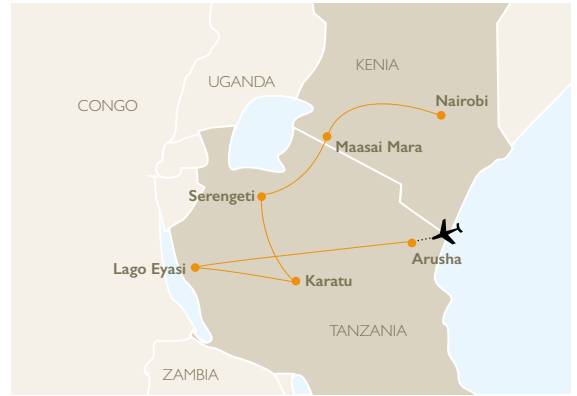 KENIA
UGANDA
CONGO
Nairobi
Maasai Mara
Serengeti
Arusha
Lago Eyasi
Karatu
TANZANIA
ZAMBIA